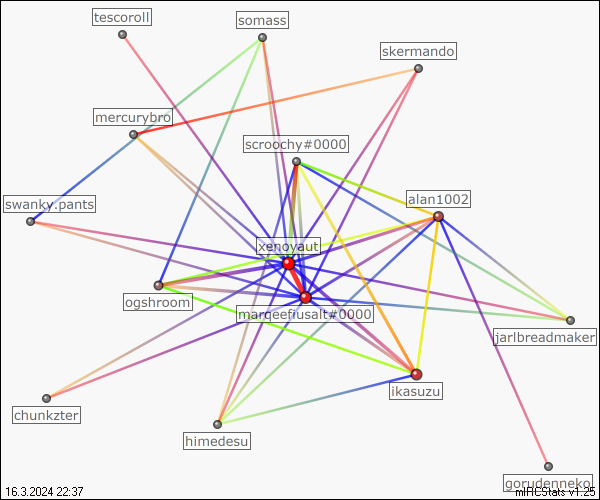 tescoroll
somass
skermando
mercurybro
scroochy#0000
swanky.pants
alan1002
xenoyaut
ogshroom
marqeefiusalt#0000
jarlbreadmaker
ikasuzu
chunkzter
himedesu
gorudenneko
16.3.2024 22:37
mIRCStats v1.25